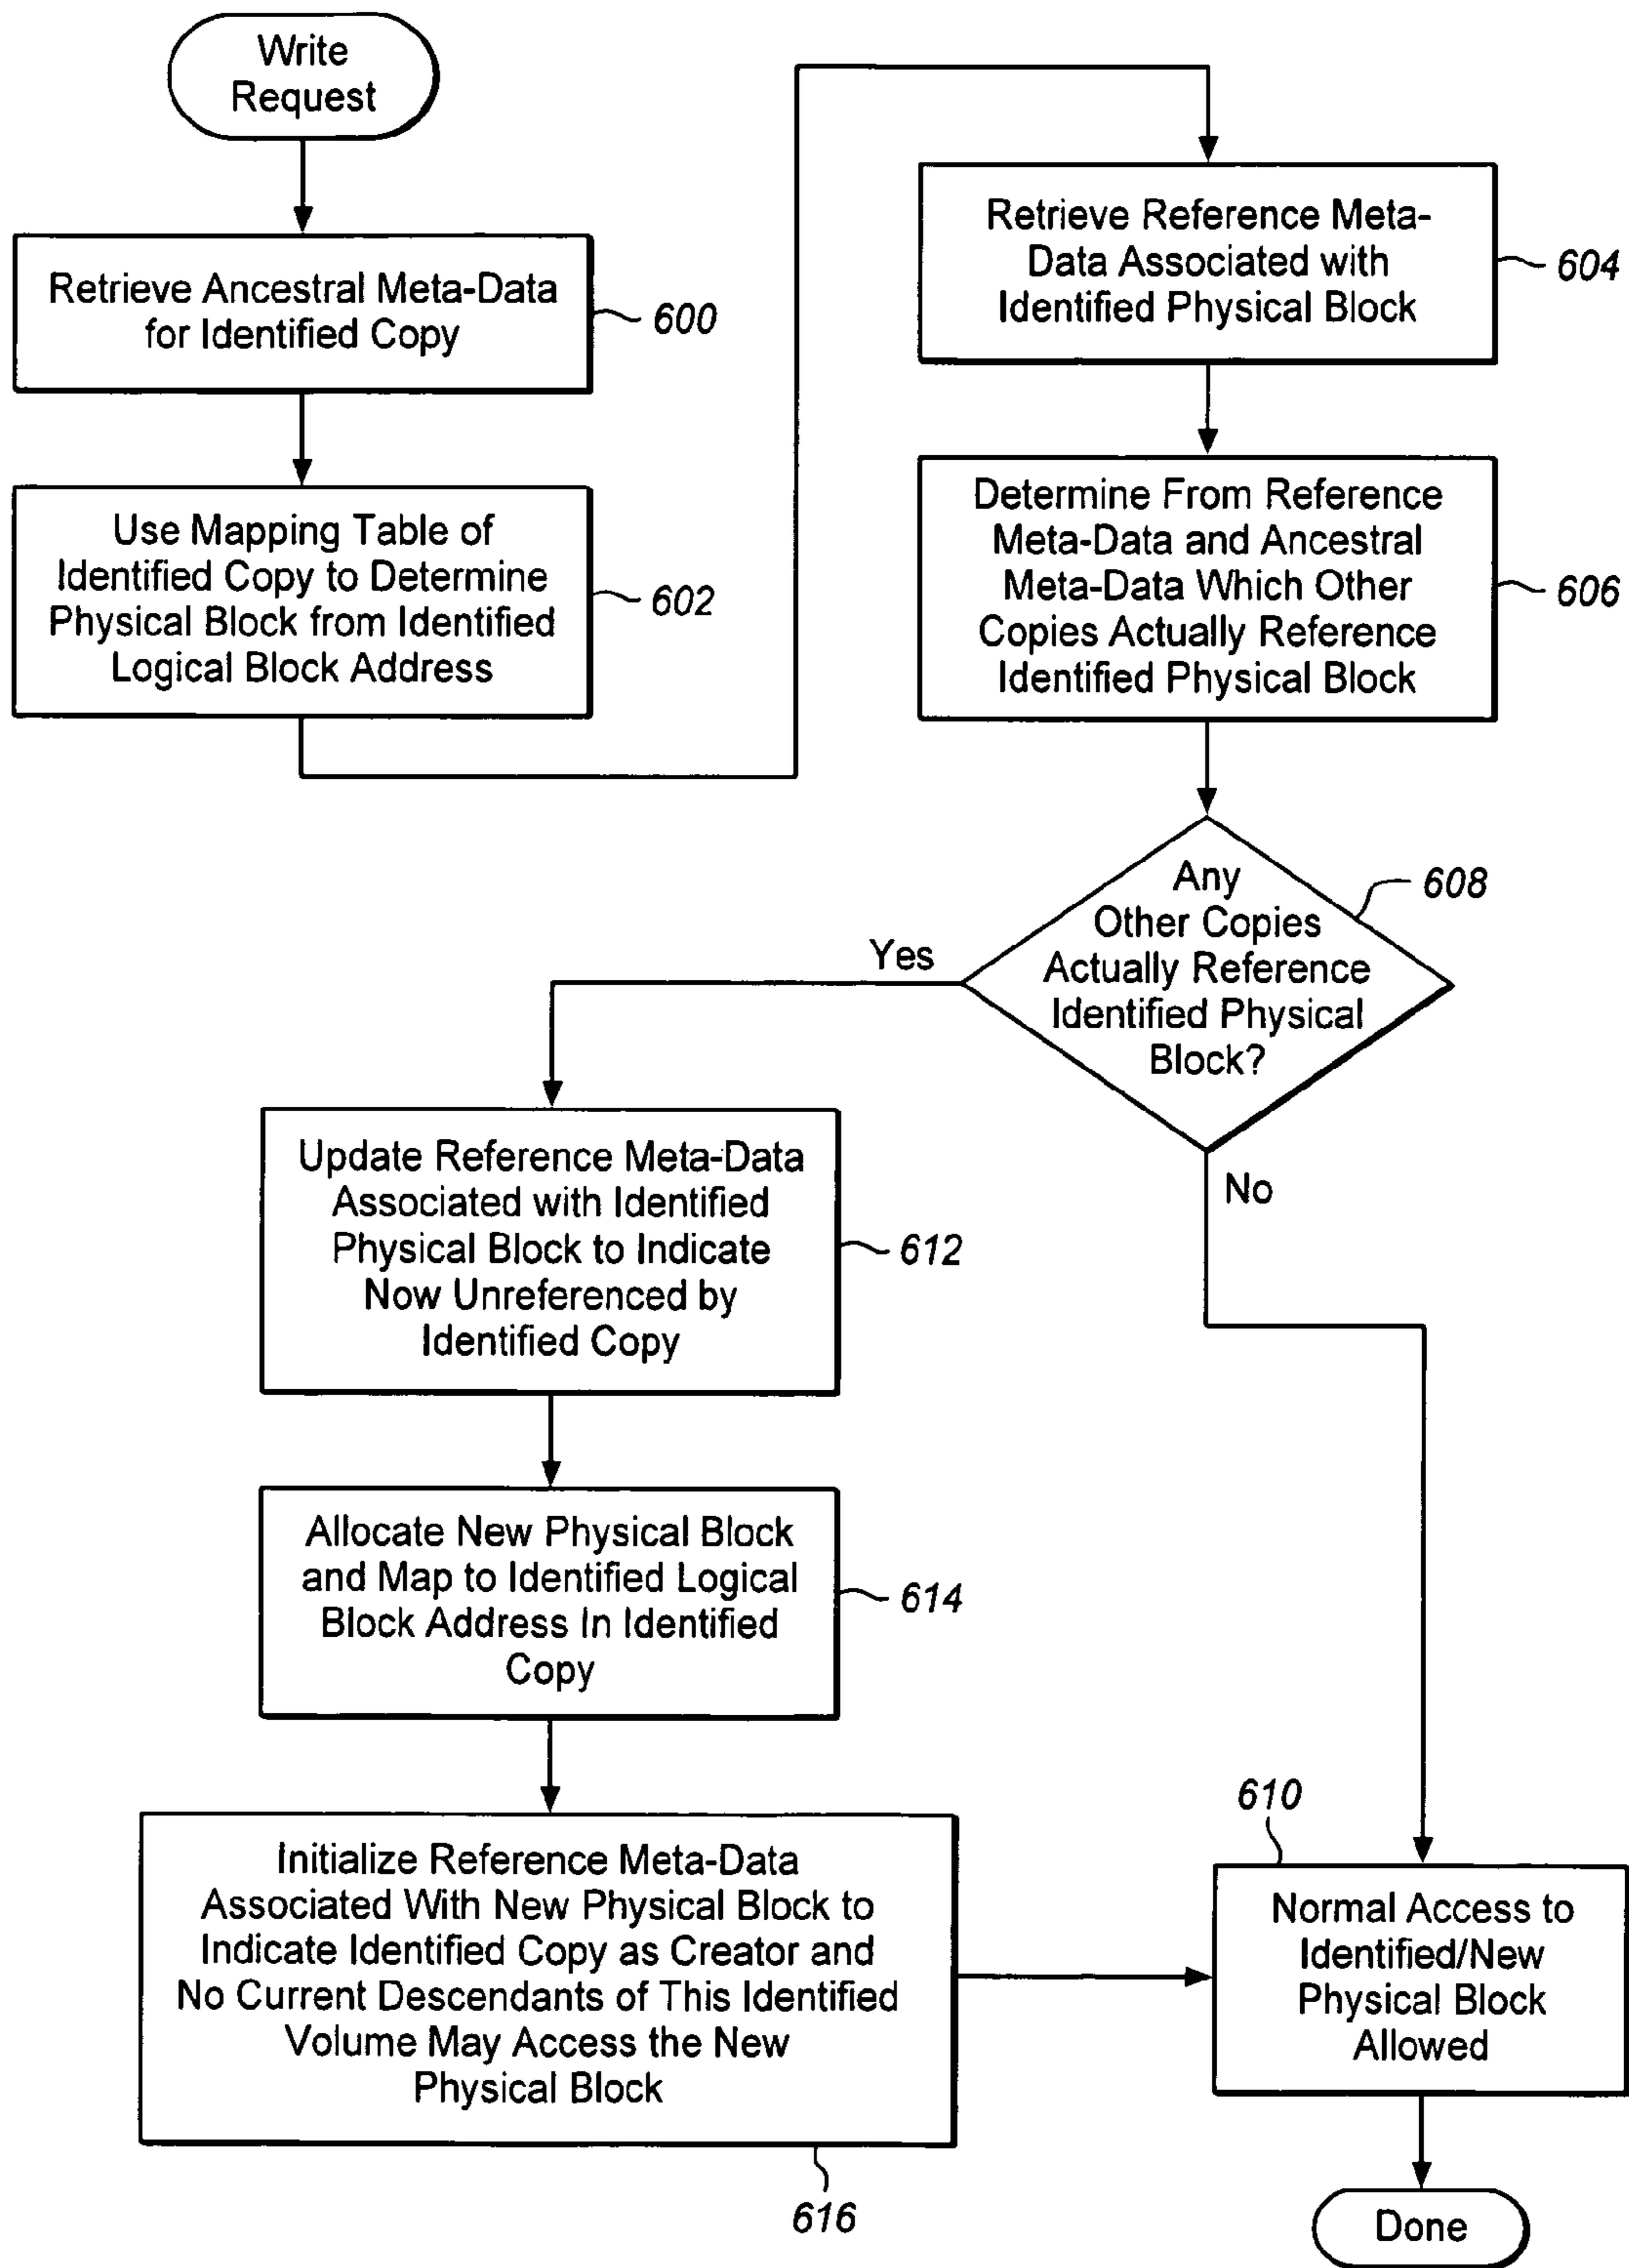 Write
Request
Retrieve Ancestral Meta-Data
for Identified Copy
600
Use Mapping Table of
Identified Copy to Determine
Physical Block from Identified
Logical Block Address
602
Retrieve Reference Meta-
Data Associated with
Identified Physical Block
604
Determine From Reference
Meta-Data and Ancestral
Meta-Data Which Other
Copies Actually Reference
Identified Physical Block
606
Any
Other Copies
Actually Reference
Identified Physical
Block?
608
Yes
No
Update Reference Meta-Data
Associated with Identified
Physical Block to Indicate
Now Unreferenced by
Identified Copy
612
Allocate New Physical Block
and Map to Identified Logical
Block Address In Identified
Copy
614
Initialize Reference Meta-Data
Associated With New Physical Block to
Indicate Identified Copy as Creator and
No Current Descendants of This Identified
Volume May Access the New
Physical Block
616
610
Normal Access to
Identified/New
Physical Block
Allowed
Done